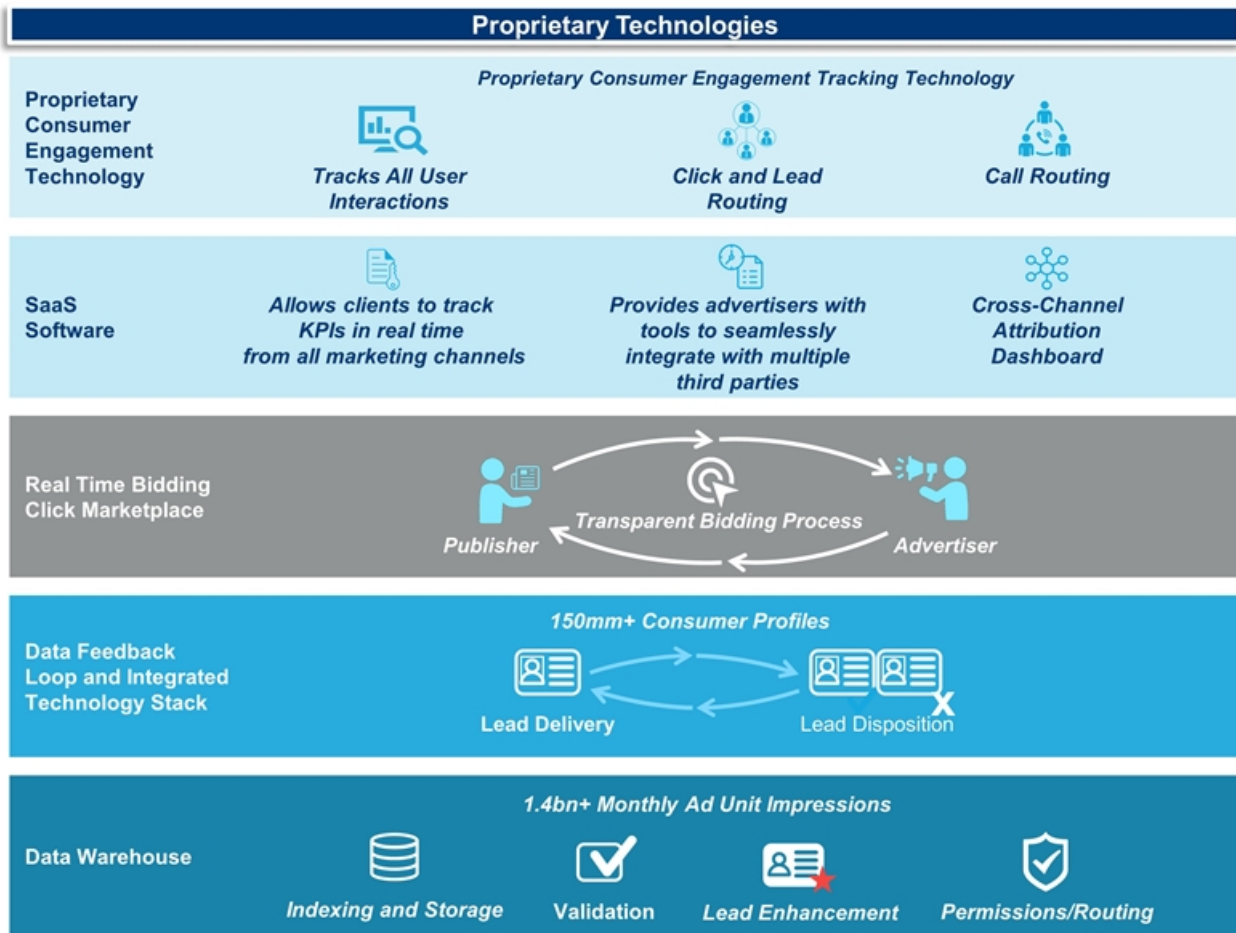 Proprietary Technologies
Proprietary
Consumer
Engagement
Technology
Proprietary Consumer Engagement Tracking Technology
Tracks All User
Interactions
Click and Lead
Routing
Call Routing
SaaS
Software
Allows clients to track
KPIs in real time
from all marketing channels
Provides advertisers with
tools to seamlessly
integrate with multiple
third parties
Cross-Channel
Attribution
Dashboard
Real Time Bidding
Click Marketplace
Publisher
Transparent Bidding Process
Advertiser
Data Feedback
Loop and Integrated
Technology Stack
150mm+ Consumer Profiles
Lead Delivery
Lead Disposition
X
Data Warehouse
1.4bn+ Monthly Ad Unit Impressions
Indexing and Storage
Validation
Lead Enhancement
Permissions/Routing